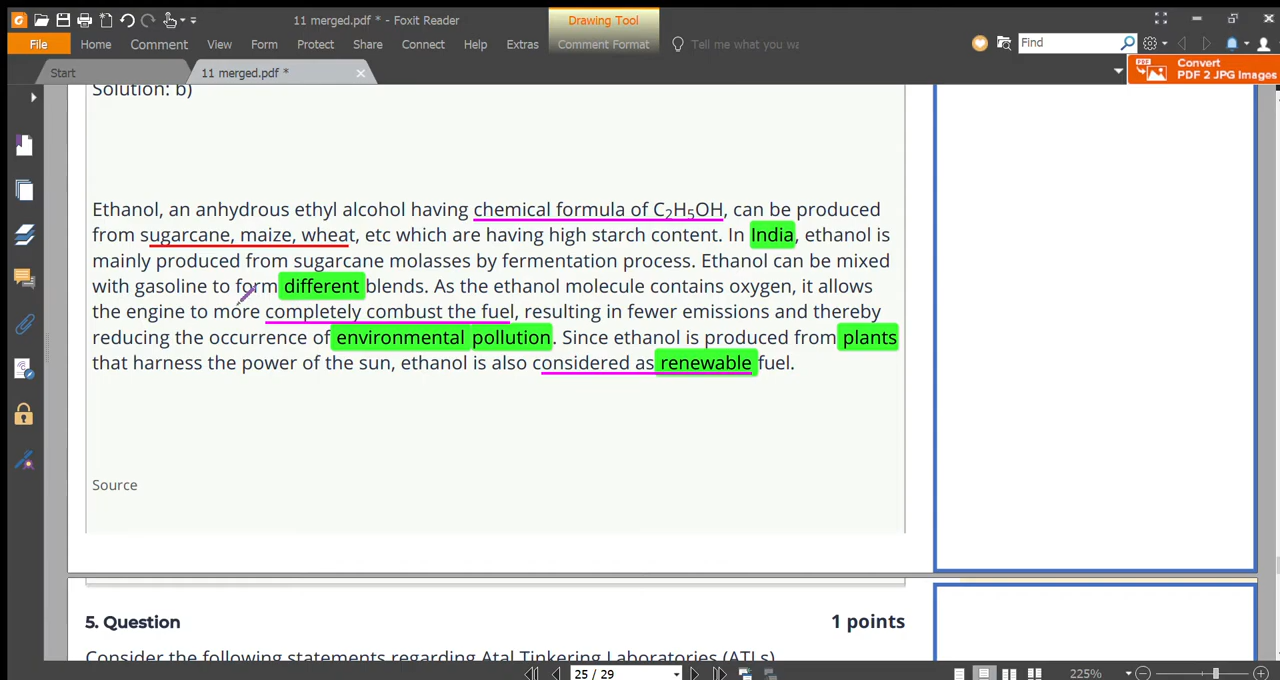 11 merged.pdf * - Foxit Reader
Drawing Tool
File Home Comment View Form Protect Share Connect Help Extras Comment Format Tell me what you wa Find
Start 11 merged.pdf * Convert
PDF 2 JPG Images
Solution: b)
Ethanol, an anhydrous ethyl alcohol having chemical formula of C₂H₅OH, can be produced
from sugarcane, maize, wheat, etc which are having high starch content. In India, ethanol is
mainly produced from sugarcane molasses by fermentation process. Ethanol can be mixed
with gasoline to form different blends. As the ethanol molecule contains oxygen, it allows
the engine to more completely combust the fuel, resulting in fewer emissions and thereby
reducing the occurrence of environmental pollution. Since ethanol is produced from plants
that harness the power of the sun, ethanol is also considered as renewable fuel.
Source
5. Question 1 points
Consider the following statements regarding Atal Tinkering Laboratories (ATLs)
25 / 29 225%